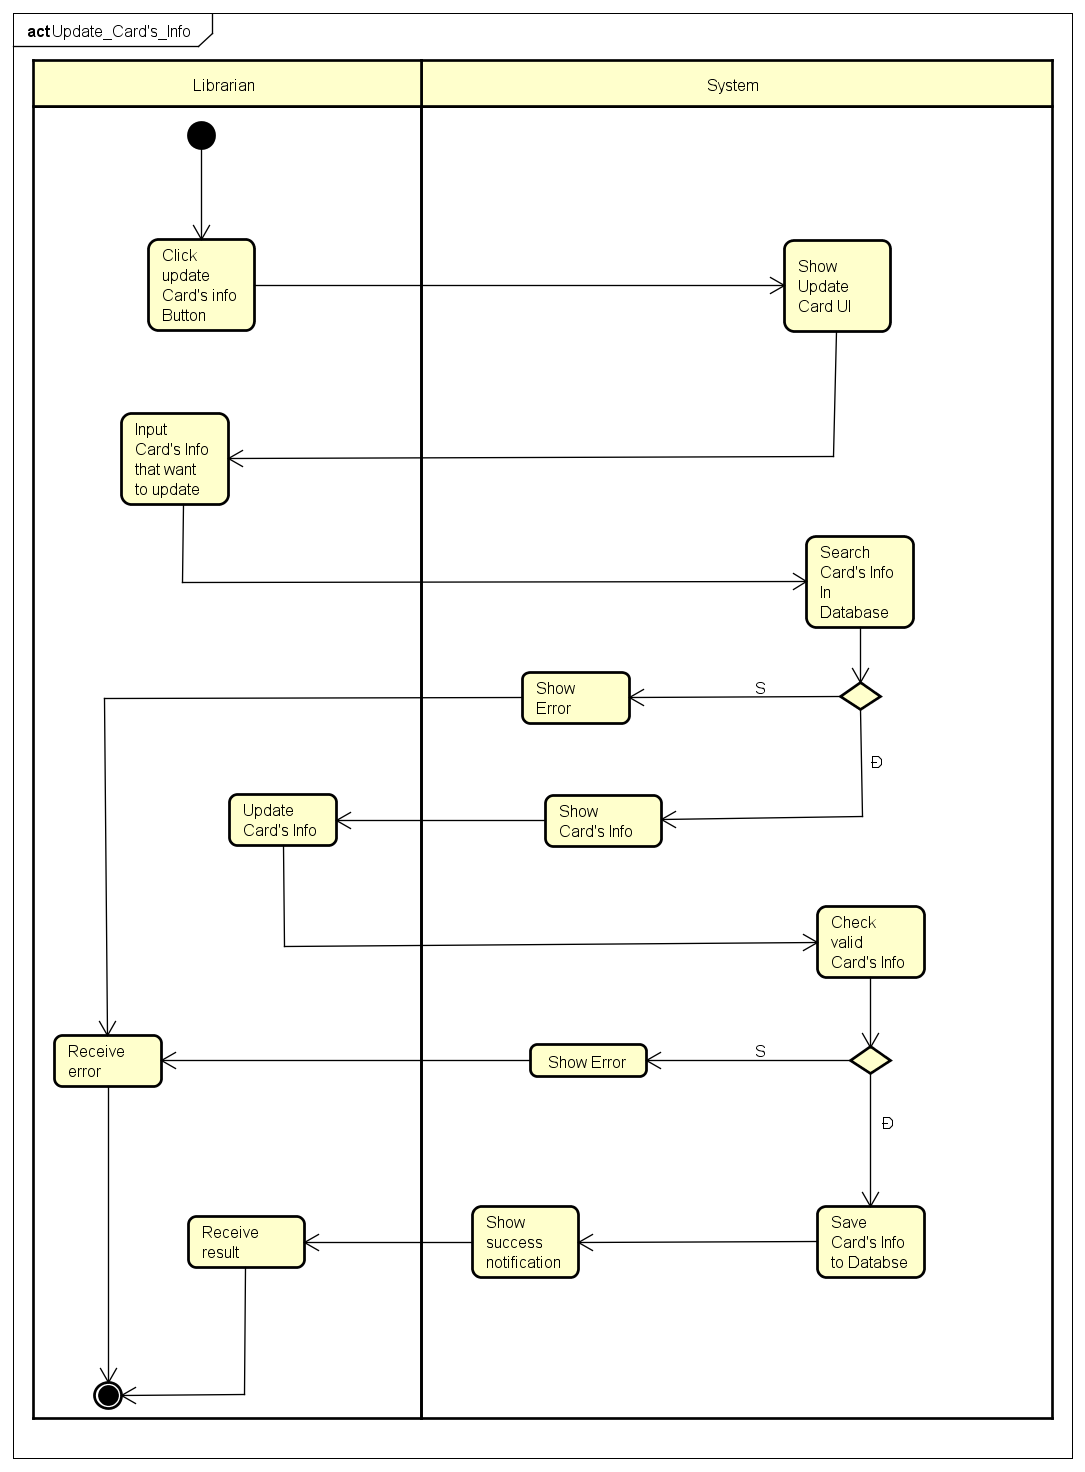 act Update_Card's_Info
Librarian
System
Click
update
Card's info
Button
Show
Update
Card UI
Input
Card's Info
that want
to update
Search
Card's Info
In
Database
Show
Error
S
Đ
Update
Card's Info
Show
Card's Info
Check
valid
Card's Info
Receive
error
Show Error
S
Đ
Receive
result
Show
success
notification
Save
Card's Info
to Databse